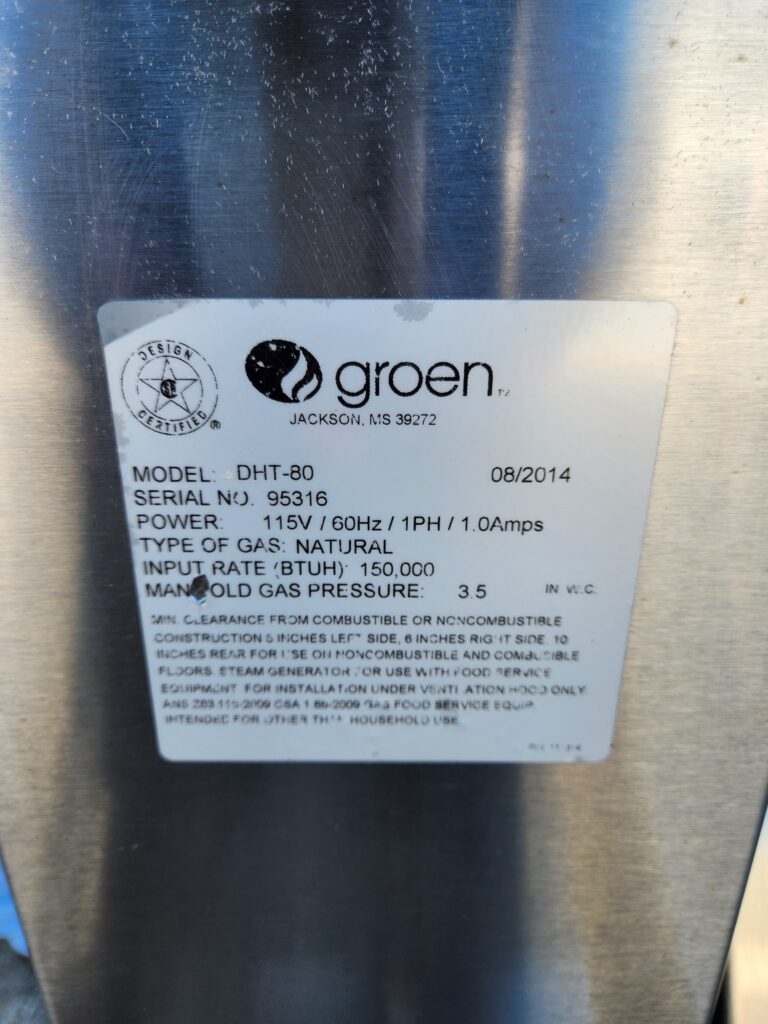 DESIGN
CERTIFIED ®
groen
JACKSON, MS 39272
MODEL: DHT-80 08/2014
SERIAL NO. 95316
POWER: 115V / 60Hz / 1PH / 1.0Amps
TYPE OF GAS: NATURAL
INPUT RATE (BTUH): 150,000
MANIFOLD GAS PRESSURE: 3.5 IN W.C.
MIN. CLEARANCE FROM COMBUSTIBLE OR NONCOMBUSTIBLE
CONSTRUCTION 6 INCHES LEFT SIDE, 6 INCHES RIGHT SIDE, 10
INCHES REAR FOR USE ON NONCOMBUSTIBLE AND COMBUSTIBLE
FLOORS. STEAM GENERATOR FOR USE WITH FOOD SERVICE
EQUIPMENT. FOR INSTALLATION UNDER VENTILATION HOOD ONLY.
GAS FOOD SERVICE EQUIP.
INTENDED FOR OTHER THAN HOUSEHOLD USE